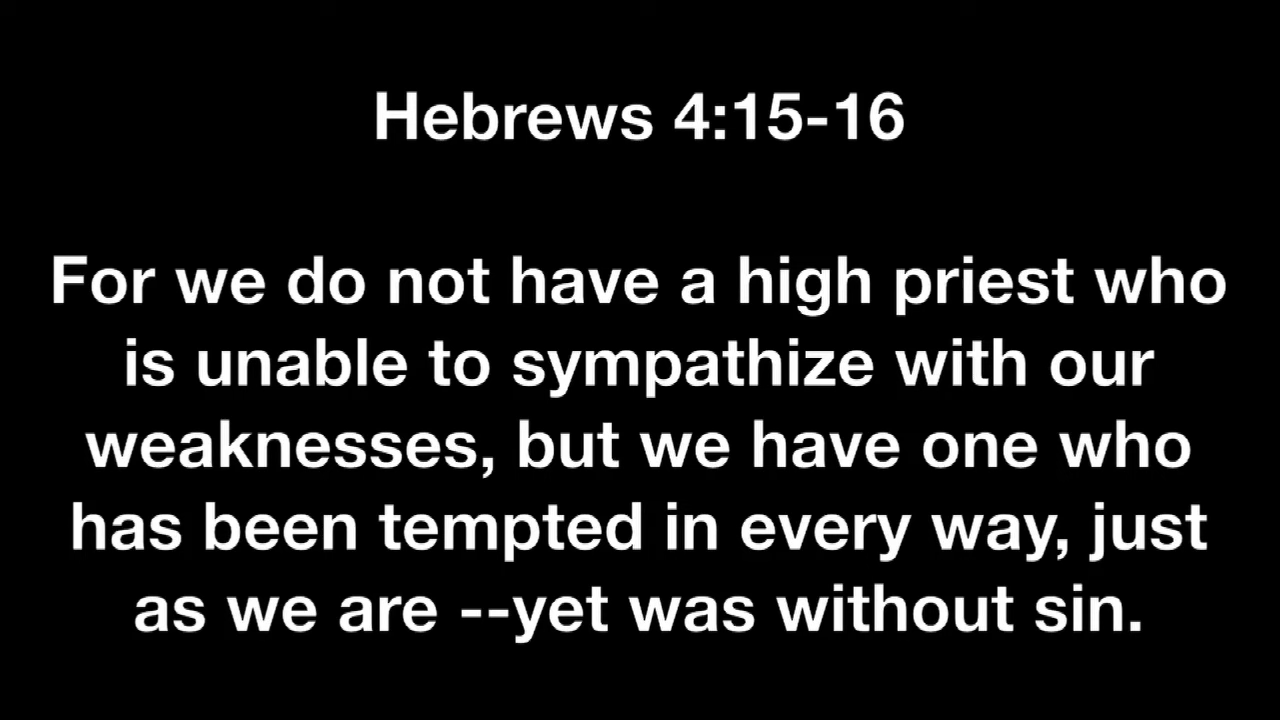 Hebrews 4:15-16
For we do not have a high priest who
is unable to sympathize with our
weaknesses, but we have one who
has been tempted in every way, just
as we are --yet was without sin.